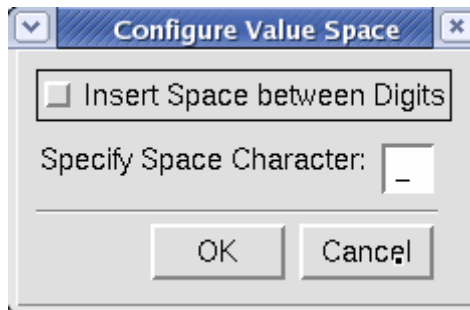 Configure Value Space
Insert Space between Digits
Specify Space Character: _
OK Cancel